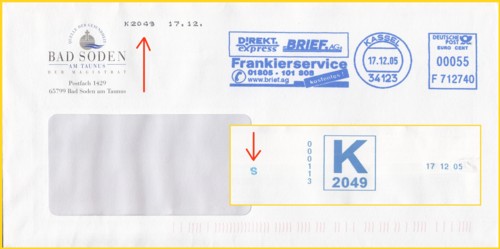 K2049 17.12.
BAD SODEN
AM TAUNUS
DER MAGISTRAT
Postfach 1429
65799 Bad Soden am Taunus
DIREKT. express BRIEF.AG
Frankierservice
01805 - 101 808
www.brief.ag kostenlos!
KASSEL
17.12.05
34123
DEUTSCHE POST
EURO CENT
00055
F 712740
S
000113
K
2049
17 12 05